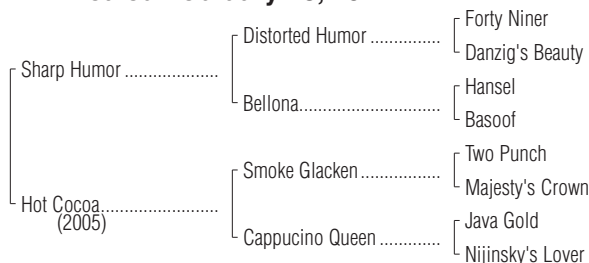 Forty Niner
Distorted Humor ...............
Danzig's Beauty
Sharp Humor ....................
Hansel
Bellona..............................
Basoof
Two Punch
Smoke Glacken .................
Majesty's Crown
Hot Cocoa.........................
(2005)
Java Gold
Cappucino Queen .............
Nijinsky's Lover